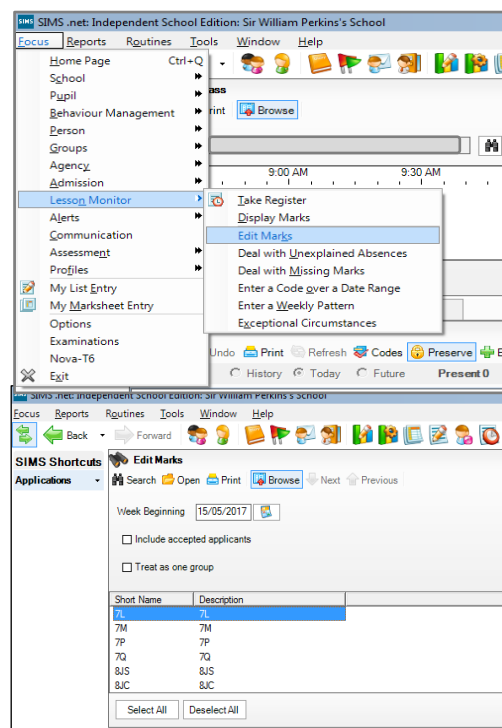 SIMS .net: Independent School Edition: Sir William Perkins's School
Focus Reports Routines Tools Window Help
Home Page Ctrl+Q
School
Pupil
Behaviour Management
Person
Groups
Agency
Admission
Lesson Monitor
Alerts
Communication
Assessment
Profiles
My List Entry
My Marksheet Entry
Options
Examinations
Nova-T6
Exit
Browse
9:00 AM 9:30 AM
Take Register
Display Marks
Edit Marks
Deal with Unexplained Absences
Deal with Missing Marks
Enter a Code over a Date Range
Enter a Weekly Pattern
Exceptional Circumstances
Undo Print Refresh Codes Preserve
History Today Future Present 0
SIMS .net: Independent School Edition: Sir William Perkins's School
Focus Reports Routines Tools Window Help
Back Forward
SIMS Shortcuts
Applications
Edit Marks
Search Open Print Browse Next Previous
Week Beginning 15/05/2017
Include accepted applicants
Treat as one group
Short Name Description
7L 7L
7M 7M
7P 7P
7Q 7Q
8JS 8JS
8JC 8JC
Select All Deselect All